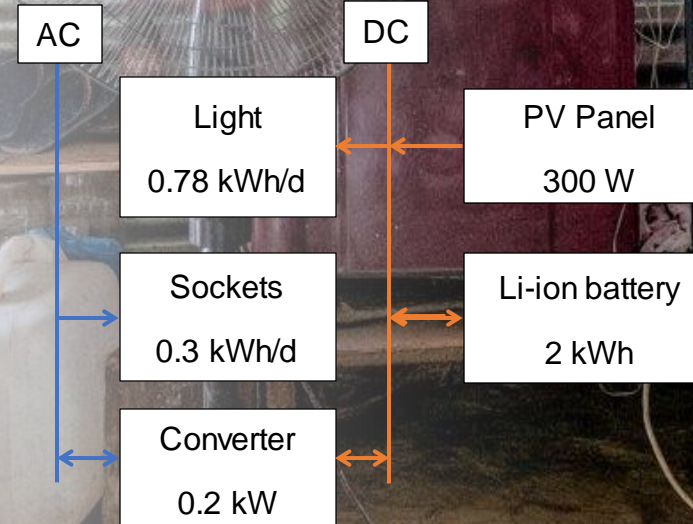 AC
DC
Light
0.78 kWh/d
PV Panel
300 W
Sockets
0.3 kWh/d
Li-ion battery
2 kWh
Converter
0.2 kW